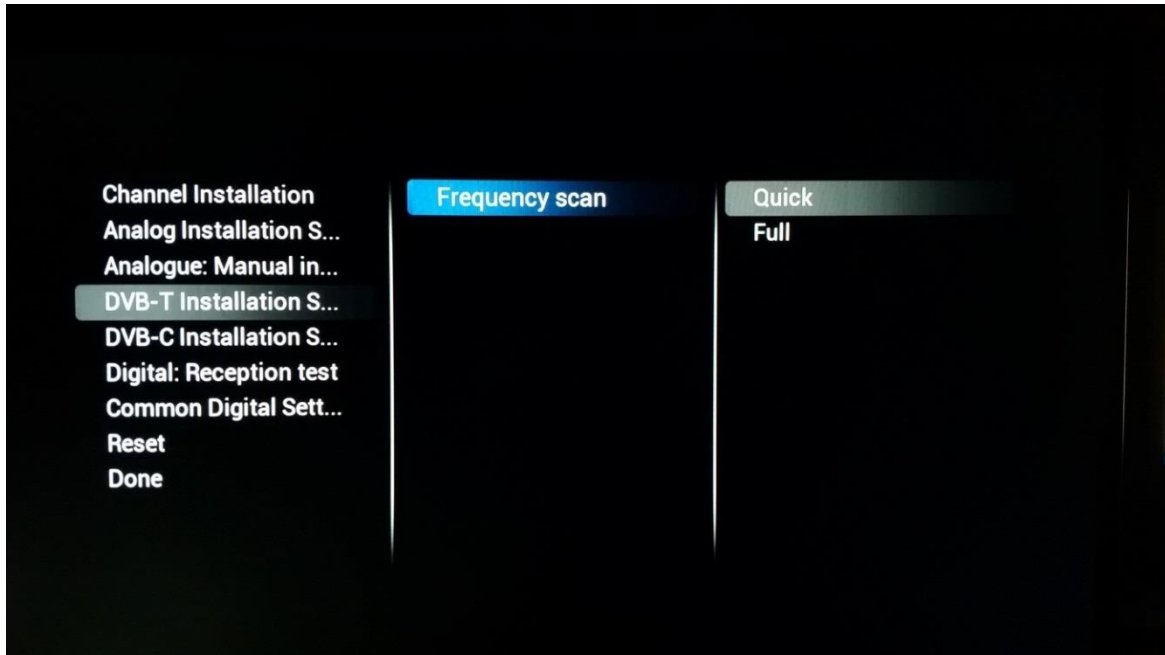 Channel Installation
Analog Installation S...
Analogue: Manual in...
DVB-T Installation S...
DVB-C Installation S...
Digital: Reception test
Common Digital Sett...
Reset
Done
Frequency scan
Quick
Full